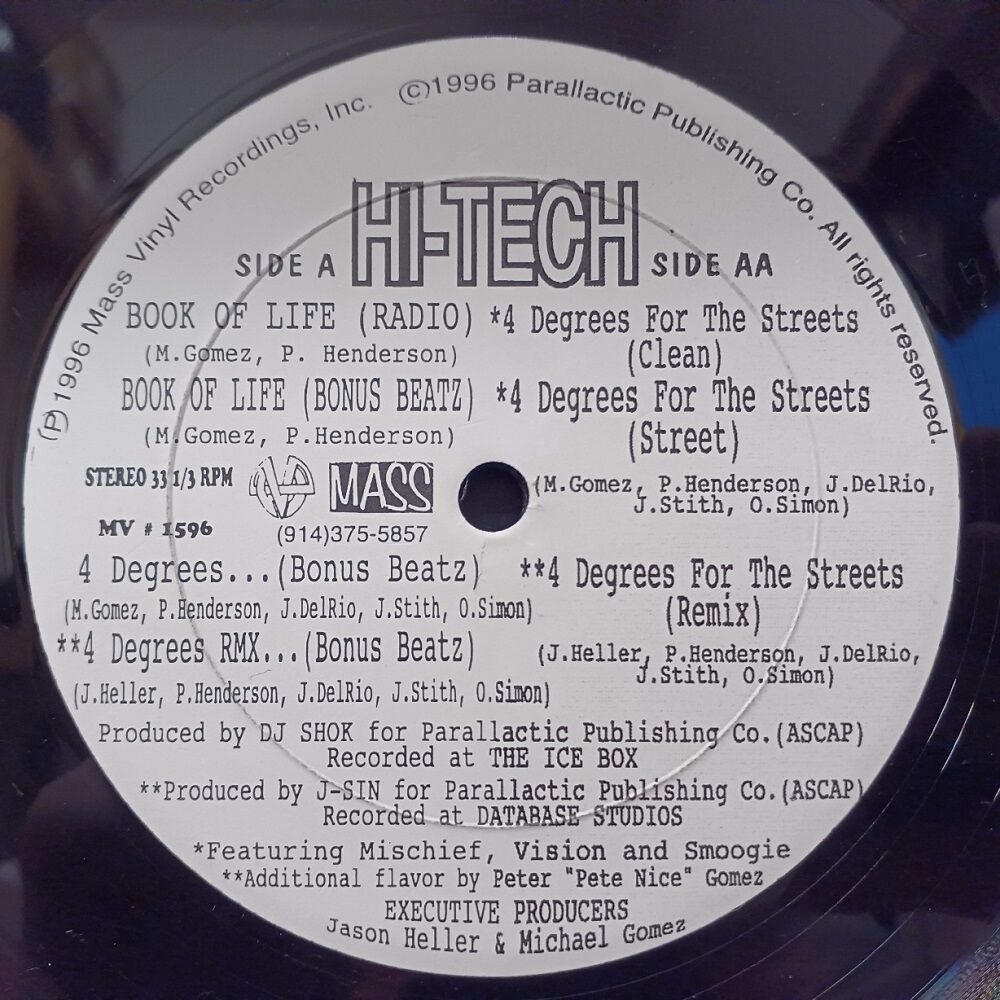 Ⓟ1996 Mass Vinyl Recordings, Inc. ©1996 Parallactic Publishing Co. All rights reserved.
HI-TECH
SIDE A
BOOK OF LIFE (RADIO)
(M.Gomez, P. Henderson)
BOOK OF LIFE (BONUS BEATZ)
(M.Gomez, P.Henderson)
STEREO 33 1/3 RPM
MASS
MV # 1596
(914)375-5857
4 Degrees...(Bonus Beatz)
(M.Gomez, P.Henderson, J.DelRio, J.Stith, O.Simon)
**4 Degrees RMX...(Bonus Beatz)
(J.Heller, P.Henderson, J.DelRio, J.Stith, O.Simon)
SIDE AA
*4 Degrees For The Streets
(Clean)
*4 Degrees For The Streets
(Street)
(M.Gomez, P.Henderson, J.DelRio,
J.Stith, O.Simon)
**4 Degrees For The Streets
(Remix)
(J.Heller, P.Henderson, J.DelRio,
J.Stith, O.Simon)
Produced by DJ SHOK for Parallactic Publishing Co.(ASCAP)
Recorded at THE ICE BOX
**Produced by J-SIN for Parallactic Publishing Co.(ASCAP)
Recorded at DATABASE STUDIOS
*Featuring Mischief, Vision and Smoogie
**Additional flavor by Peter "Pete Nice" Gomez
EXECUTIVE PRODUCERS
Jason Heller & Michael Gomez